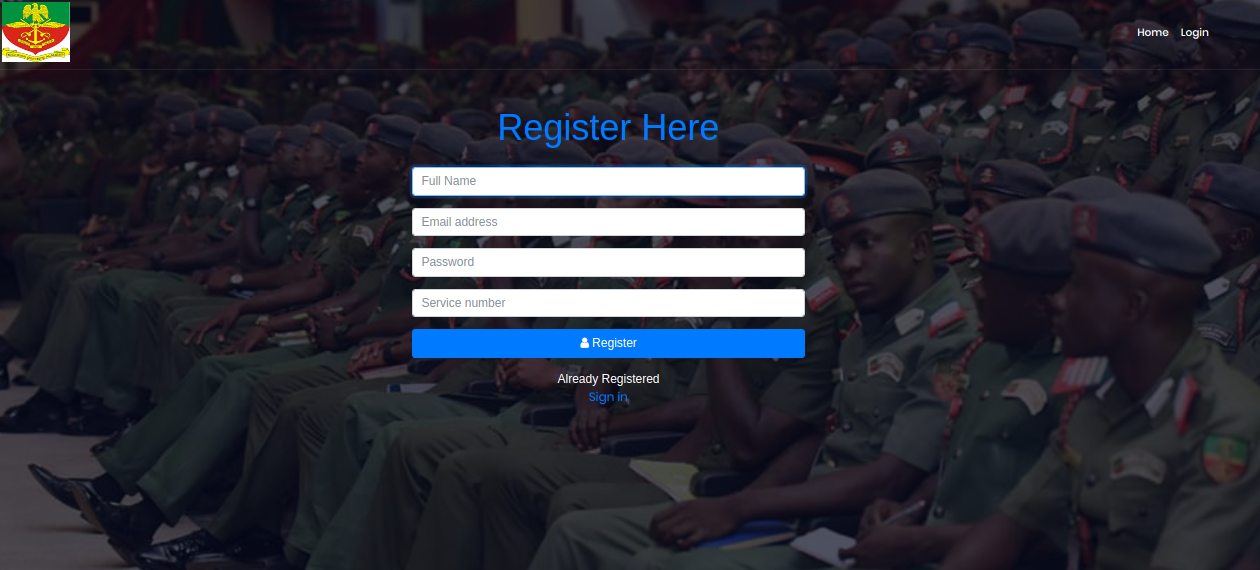 Home Login
Register Here
Full Name
Email address
Password
Service number
Register
Already Registered
Sign in